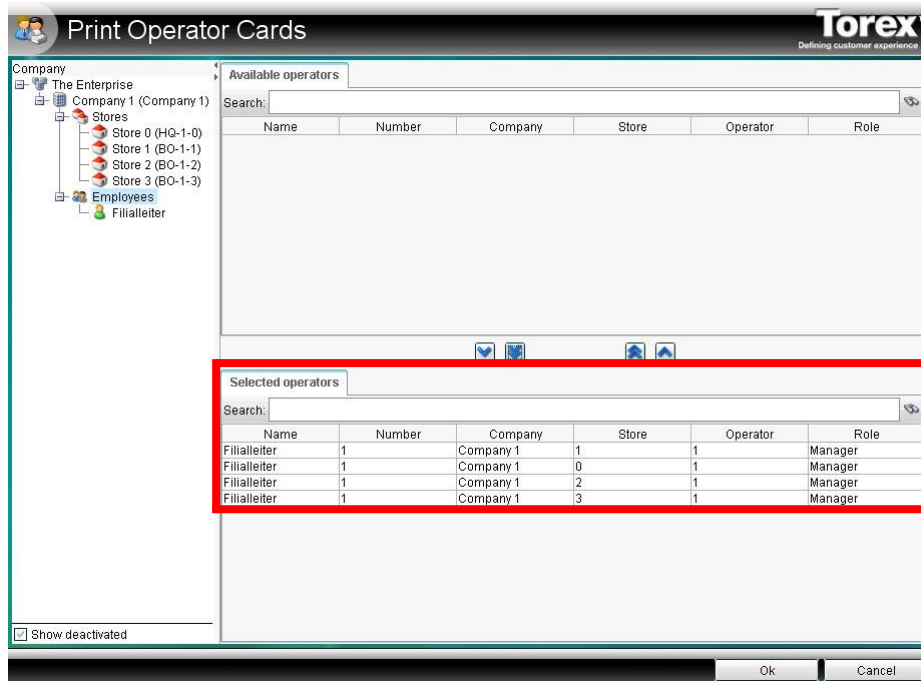 Print Operator Cards
Torex
Defining customer experience
Company
The Enterprise
Company 1 (Company 1)
Stores
Store 0 (HQ-1-0)
Store 1 (BO-1-1)
Store 2 (BO-1-2)
Store 3 (BO-1-3)
Employees
Filialleiter
Show deactivated
Available operators
Search:
Name Number Company Store Operator Role
Selected operators
Search:
Name Number Company Store Operator Role
Filialleiter 1 Company 1 1 1 Manager
Filialleiter 1 Company 1 0 1 Manager
Filialleiter 1 Company 1 2 1 Manager
Filialleiter 1 Company 1 3 1 Manager
Ok Cancel